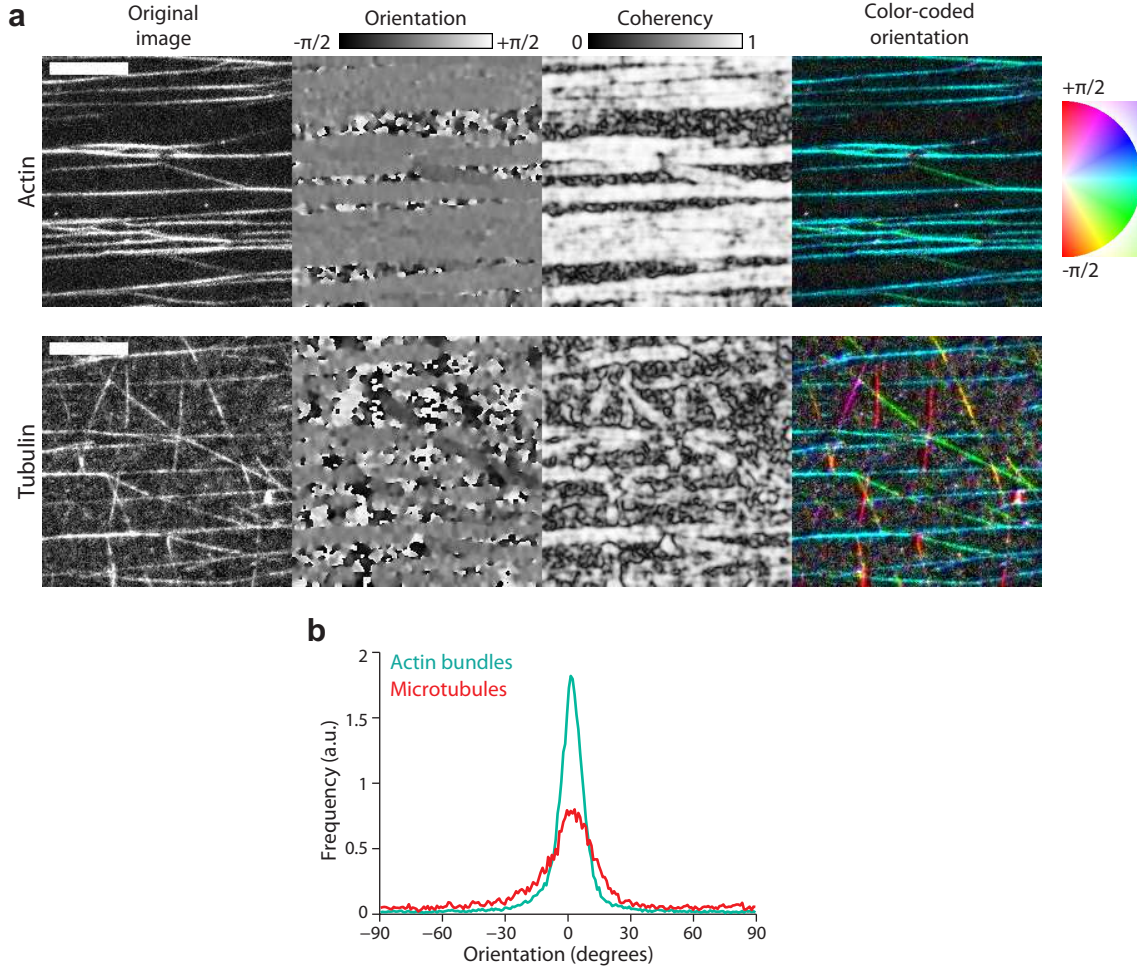 a
Original
image
Orientation
-π/2 +π/2
Coherency
0 1
Color-coded
orientation
Actin
+π/2
-π/2
Tubulin
b
Actin bundles
Microtubules
Frequency (a.u.)
2
1.5
1
0.5
0
−90 −60 −30 0 30 60 90
Orientation (degrees)